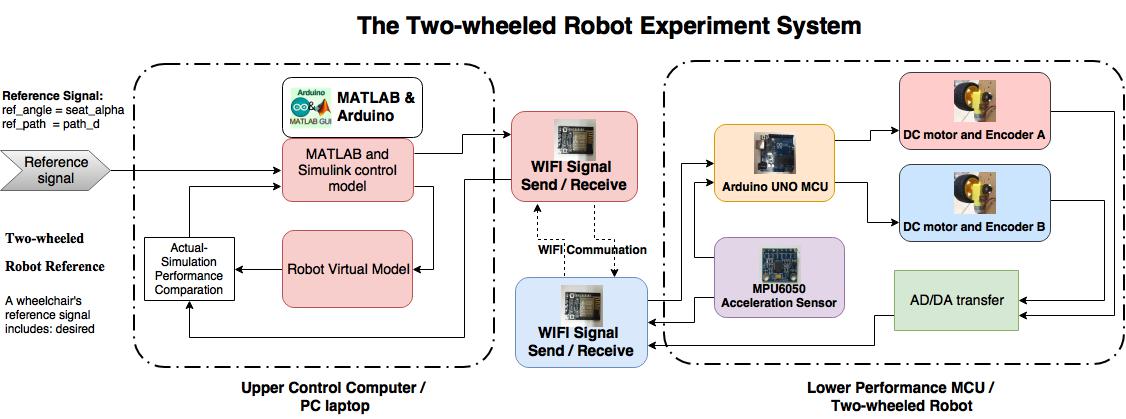 The Two-wheeled Robot Experiment System
Reference Signal:
ref_angle = seat_alpha
ref_path = path_d
Reference
signal
Two-wheeled
Robot Reference
A wheelchair's
reference signal
includes: desired
Arduino
&
MATLAB GUI
MATLAB &
Arduino
MATLAB and
Simulink control
model
Robot Virtual Model
Actual-
Simulation
Performance
Comparation
Upper Control Computer /
PC laptop
WIFI Signal
Send / Receive
WIFI Communation
WIFI Signal
Send / Receive
Arduino UNO MCU
MPU6050
Acceleration Sensor
DC motor and Encoder A
DC motor and Encoder B
AD/DA transfer
Lower Performance MCU /
Two-wheeled Robot